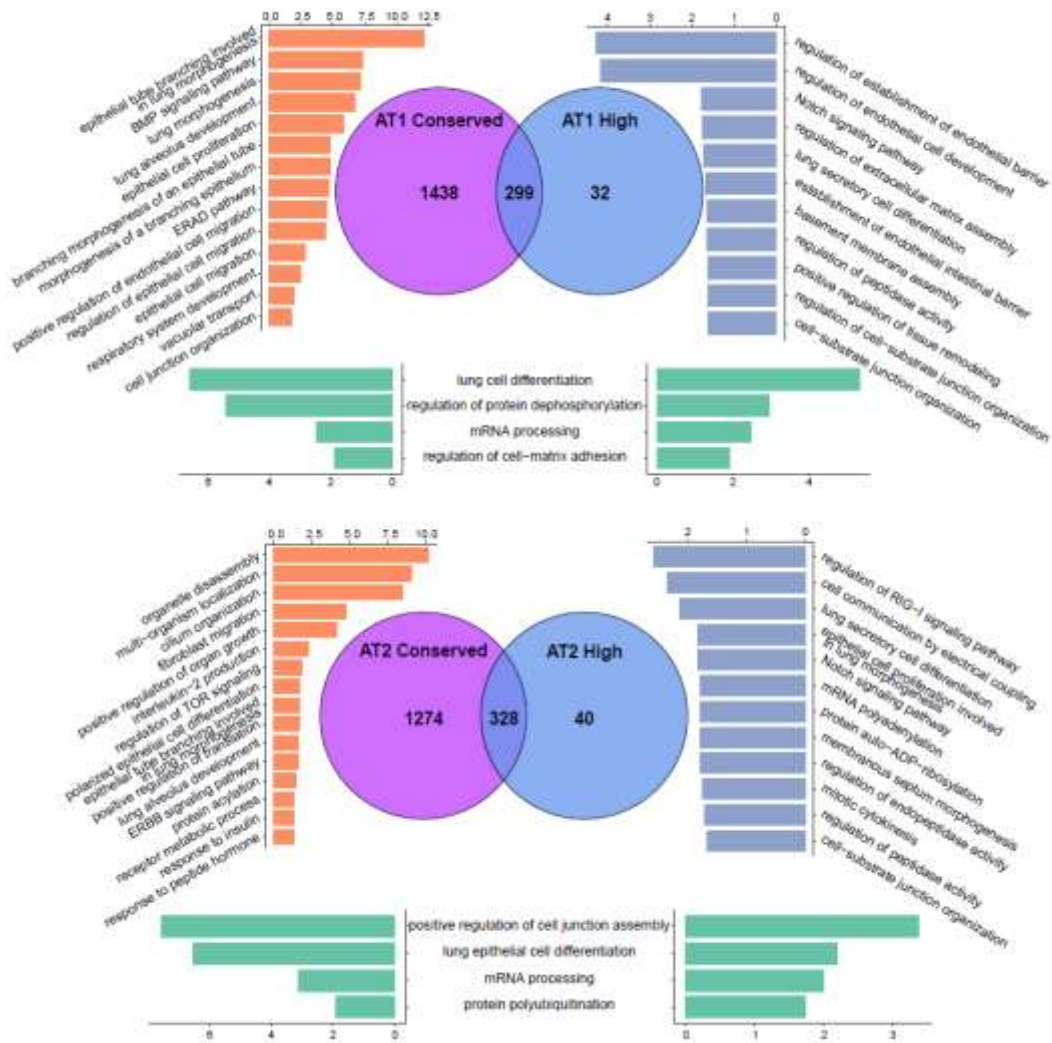 0.0 2.5 5.0 7.5 10.0 12.5
epithelial tube branching involved
in lung morphogenesis
BMP signaling pathway
lung morphogenesis
lung alveolus development
epithelial cell proliferation
branching morphogenesis of an epithelial tube
morphogenesis of a branching epithelium
ERAD pathway
positive regulation of endothelial cell migration
regulation of epithelial cell migration
epithelial cell migration
respiratory system development
vacuolar transport
cell junction organization
AT1 Conserved
AT1 High
1438
299
32
4 3 2 1 0
regulation of establishment of endothelial barrier
regulation of endothelial cell development
Notch signaling pathway
regulation of extracellular matrix assembly
lung secretory cell differentiation
establishment of endothelial intestinal barrier
basement membrane assembly
regulation of peptidase activity
positive regulation of tissue remodeling
regulation of cell-substrate junction organization
cell-substrate junction organization
lung cell differentiation
regulation of protein dephosphorylation
mRNA processing
regulation of cell-matrix adhesion
6 4 2 0
0 2 4
0.0 2.5 5.0 7.5 10.0
organelle disassembly
multi-organism localization
cilium organization
fibroblast migration
positive regulation of organ growth
interleukin-2 production
regulation of TOR signaling
polarized epithelial cell differentiation
epithelial tube branching involved
in lung morphogenesis
positive regulation of translation
lung alveolus development
ERBB signaling pathway
protein acylation
receptor metabolic process
response to insulin
response to peptide hormone
AT2 Conserved
AT2 High
1274
328
40
2 1 0
regulation of RIG-I signaling pathway
cell communication by electrical coupling
lung secretory cell differentiation
epithelial cell proliferation involved
in lung morphogenesis
Notch signaling pathway
mRNA polyadenylation
protein auto-ADP-ribosylation
membranous septum morphogenesis
regulation of endopeptidase activity
mitotic cytokinesis
regulation of peptidase activity
cell-substrate junction organization
positive regulation of cell junction assembly
lung epithelial cell differentiation
mRNA processing
protein polyubiquitination
6 4 2 0
0 1 2 3